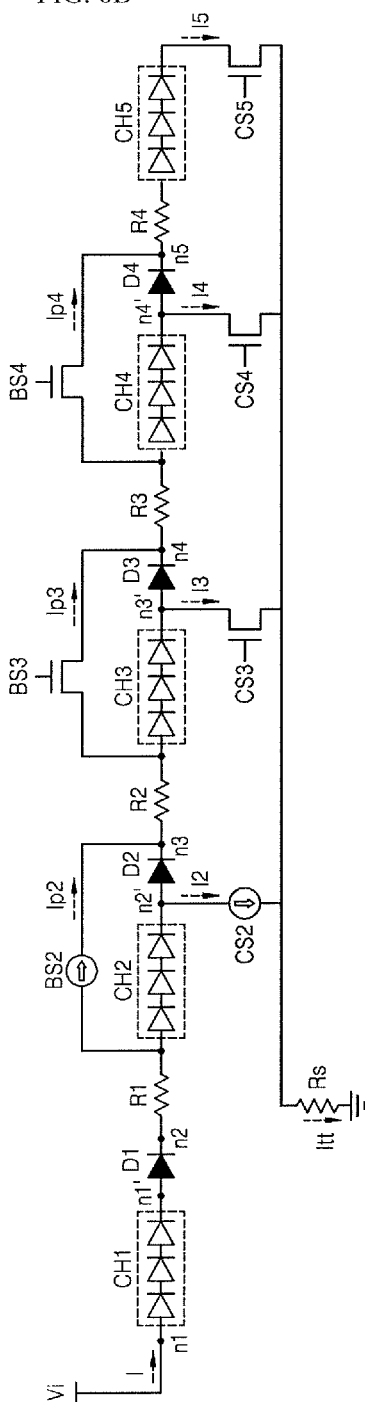 FIG.
BS3
BS4
BS2
Ip2
Ip3
Ip4
Vi
I
n1
CH1
n1'
D1
n2
R1
CH2
n2'
D2
n3
R2
CH3
n3'
D3
n4
R3
CH4
n4'
D4
n5
R4
CH5
I2
I3
I4
I5
CS2
CS3
CS4
CS5
Rs
Itt